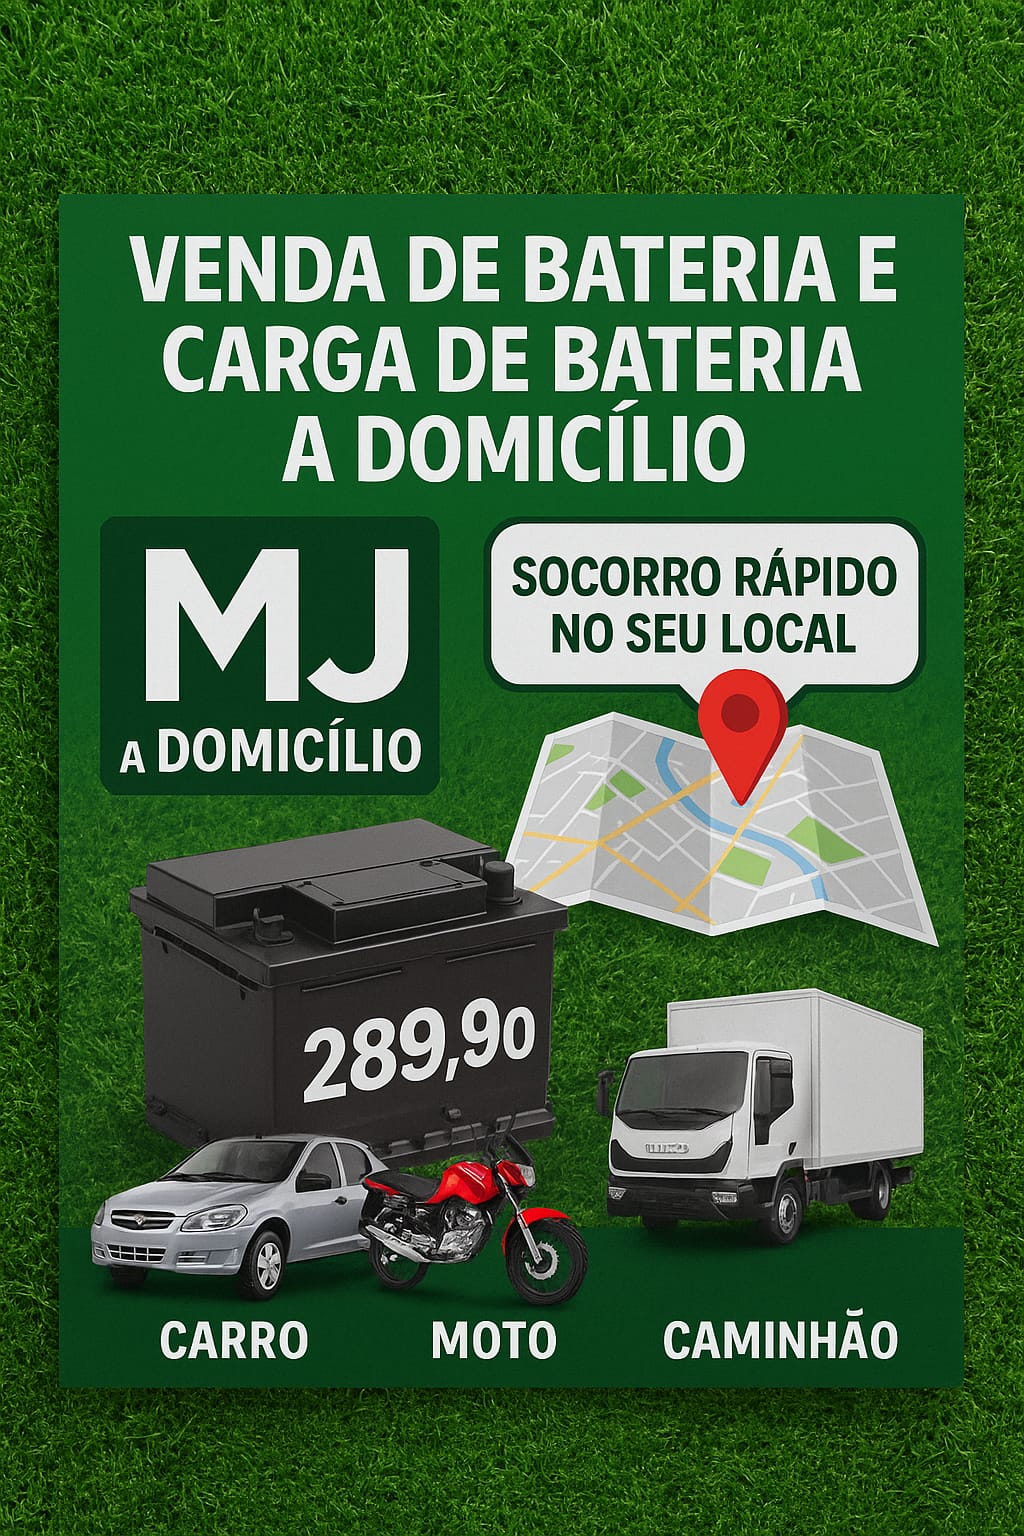 VENDA DE BATERIA E
CARGA DE BATERIA
A DOMICÍLIO
MJ
A DOMICÍLIO
SOCORRO RÁPIDO
NO SEU LOCAL
289,90
CARRO
MOTO
CAMINHÃO